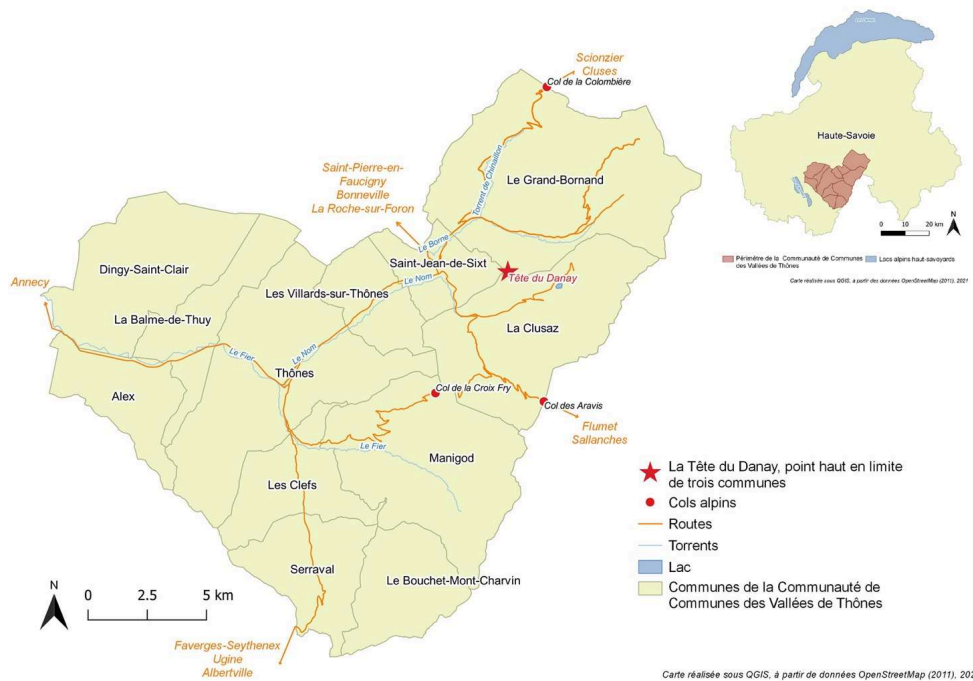 Scionzier
Cluses
Col de la Colombière
Saint-Pierre-en-
Faucigny
Bonneville
La Roche-sur-Foron
Torrent de Chinaillon
Le Grand-Bornand
Le Borne
Saint-Jean-de-Sixt
Tête du Danay
Le Nom
Dingy-Saint-Clair
Annecy
Les Villards-sur-Thônes
La Balme-de-Thuy
La Clusaz
Le Fier
Le Nom
Thônes
Alex
Col de la Croix Fry
Col des Aravis
Flumet
Sallanches
Le Fier
Manigod
Les Clefs
Serraval
Le Bouchet-Mont-Charvin
N
0 2.5 5 km
Faverges-Seythenex
Ugine
Albertville
Haute-Savoie
0 10 20 km
N
Périmètre de la Communauté de Communes
des Vallées de Thônes
Lacs alpins haut-savoyards
Carte réalisée sous QGIS, à partir de données OpenStreetMap (2011), 2021
La Tête du Danay, point haut en limite
de trois communes
Cols alpins
Routes
Torrents
Lac
Communes de la Communauté de
Communes des Vallées de Thônes
Carte réalisée sous QGIS, à partir de données OpenStreetMap (2011), 202